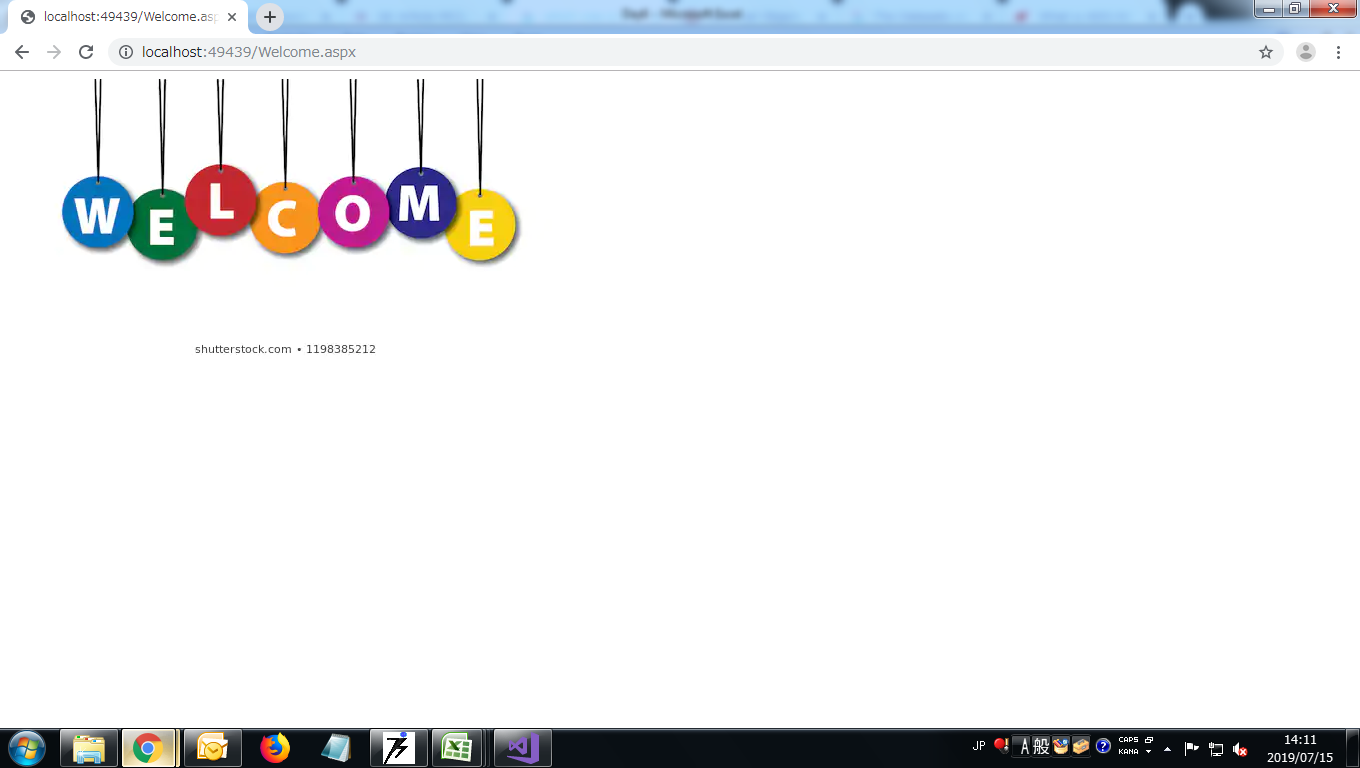 localhost:49439/Welcome.asp
localhost:49439/Welcome.aspx
WELCOME
shutterstock.com • 1198385212
JP
A 般
CAPS
KANA
14:11
2019/07/15